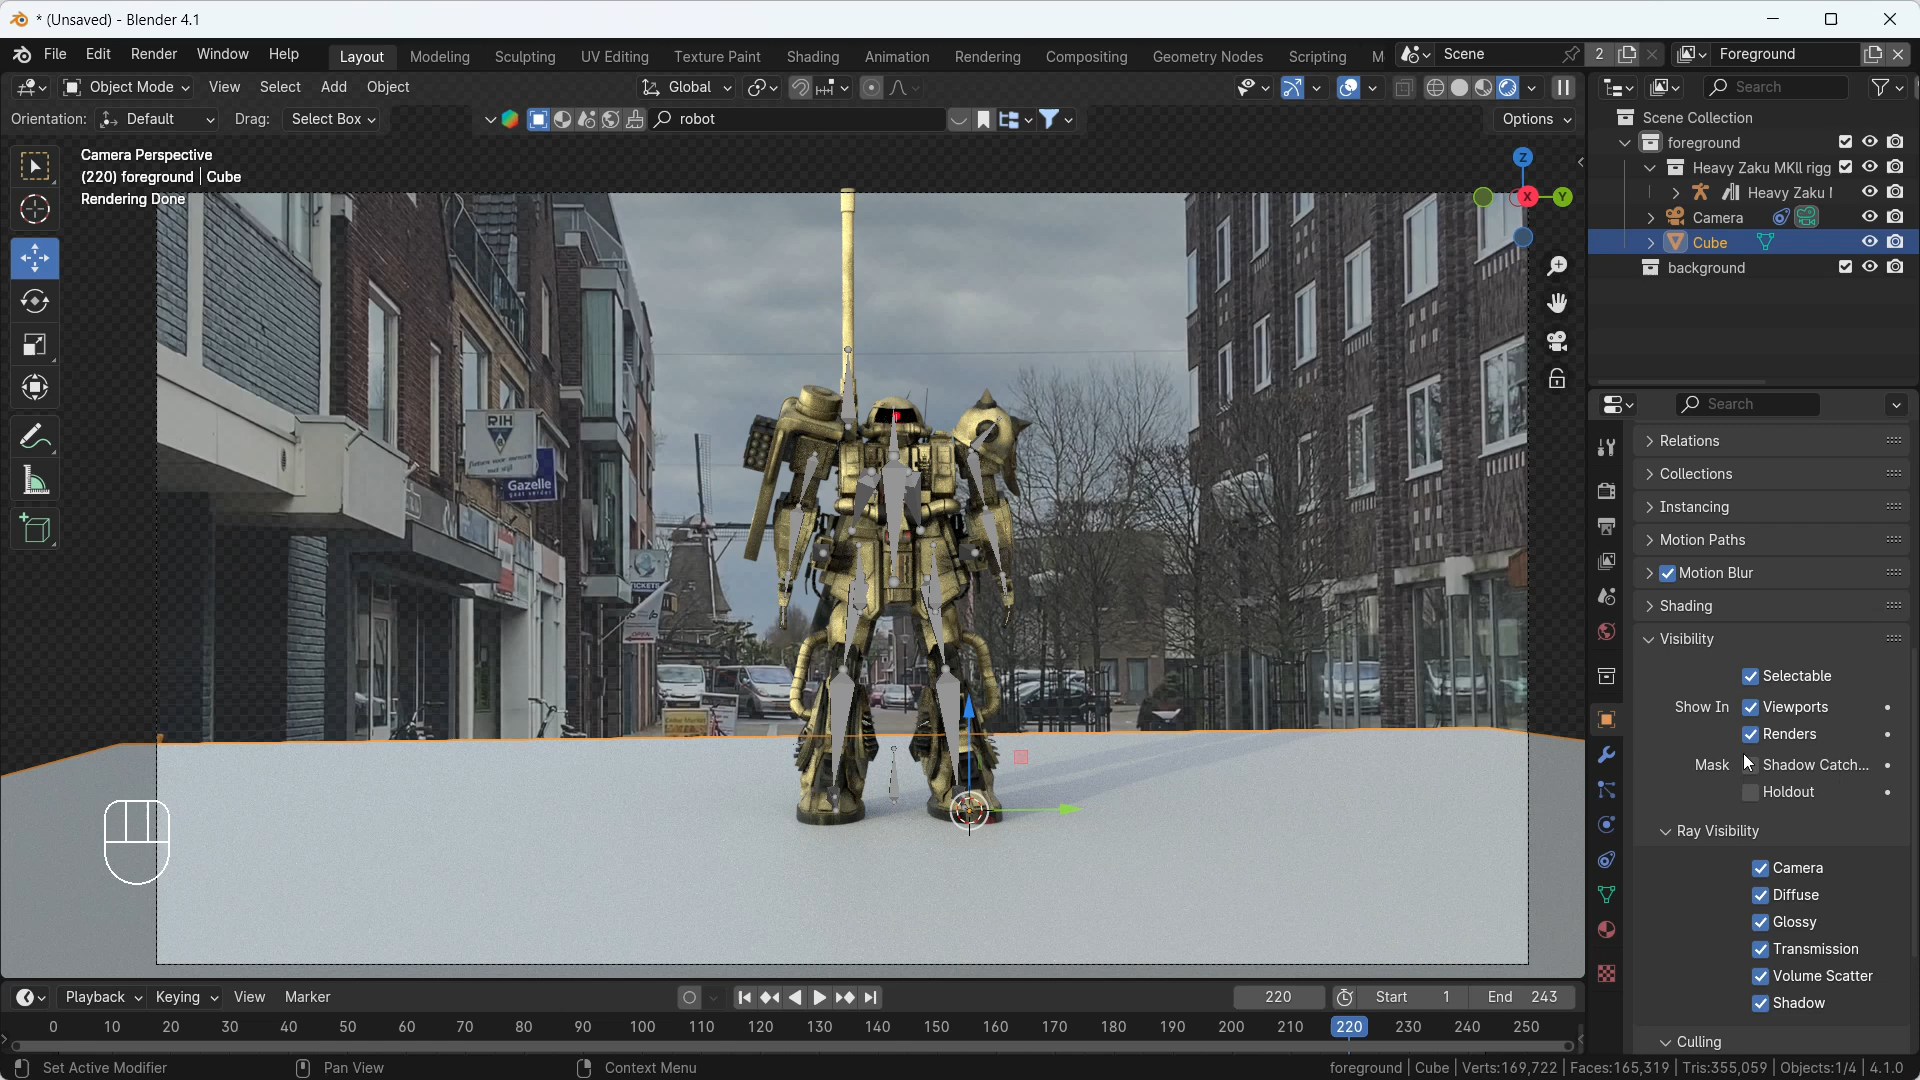 * (Unsaved) - Blender 4.1
File Edit Render Window Help Layout Modeling Sculpting UV Editing Texture Paint Shading Animation Rendering Compositing Geometry Nodes Scripting M Scene 2 Foreground
Object Mode View Select Add Object Global Search
Orientation: Default Drag: Select Box robot Options
Camera Perspective
(220) foreground | Cube
Rendering Done
Scene Collection
foreground
Heavy Zaku MKll rigg
Heavy Zaku
Camera
Cube
background
X
Y
Z
RIH
Gazelle
TICKETS
OPEN
Search
Relations
Collections
Instancing
Motion Paths
Motion Blur
Shading
Visibility
Selectable
Show In Viewports
Renders
Mask Shadow Catch...
Holdout
Ray Visibility
Camera
Diffuse
Glossy
Transmission
Volume Scatter
Shadow
Culling
Playback Keying View Marker 220 Start 1 End 243
0 10 20 30 40 50 60 70 80 90 100 110 120 130 140 150 160 170 180 190 200 210 220 230 240 250
Set Active Modifier Pan View Context Menu foreground | Cube | Verts:169,722 | Faces:165,319 | Tris:355,059 | Objects:1/4 | 4.1.0